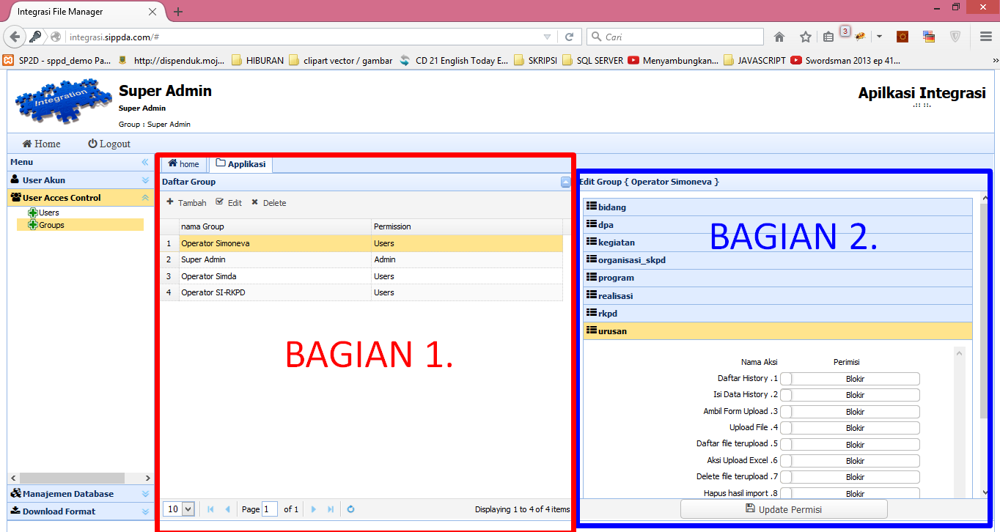 Integrasi File Manager
integrasi.sippda.com/#
Cari
3
SP2D - sppd_demo Pa...
http://dispenduk.moj...
HIBURAN
clipart vector / gambar
CD 21 English Today E...
SKRIPSI
SQL SERVER
Menyambungkan...
JAVASCRIPT
Swordsman 2013 ep 41...
Integration
Super Admin
Super Admin
Group : Super Admin
Apilkasi Integrasi
.:: ::.
Home
Logout
Menu
User Akun
User Acces Control
Users
Groups
Manajemen Database
Download Format
home
Applikasi
Daftar Group
Tambah
Edit
Delete
nama Group Permission
1 Operator Simoneva Users
2 Super Admin Admin
3 Operator Simda Users
4 Operator SI-RKPD Users
BAGIAN 1.
10 Page 1 of 1 Displaying 1 to 4 of 4 items
Edit Group { Operator Simoneva }
bidang
dpa
kegiatan
organisasi_skpd
program
realisasi
rkpd
urusan
BAGIAN 2.
Nama Aksi Perimisi
Daftar History .1 Blokir
Isi Data History .2 Blokir
Ambil Form Upload .3 Blokir
Upload File .4 Blokir
Daftar file terupload .5 Blokir
Aksi Upload Excel .6 Blokir
Delete file terupload .7 Blokir
Hapus hasil import .8 Blokir
Update Permisi